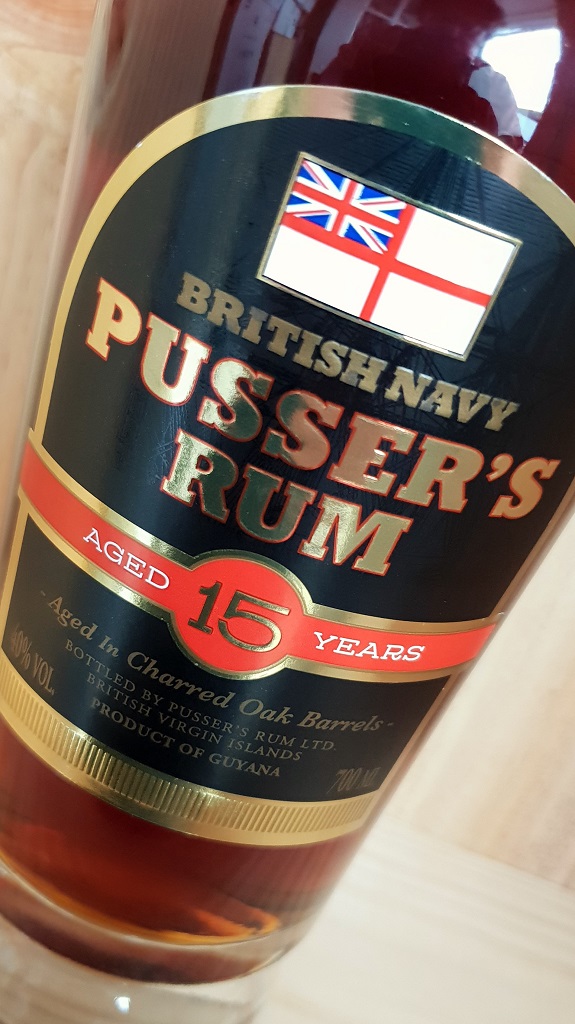 BRITISH NAVY
PUSSER'S
RUM
AGED 15 YEARS
- Aged In Charred Oak Barrels -
40% VOL.
BOTTLED BY PUSSER'S RUM LTD.
BRITISH VIRGIN ISLANDS
PRODUCT OF GUYANA
700 ML